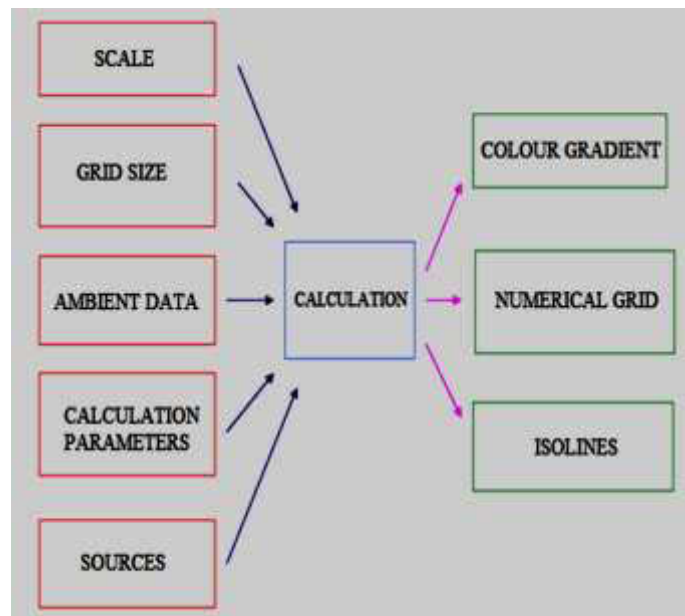 SCALE
GRID SIZE
AMBIENT DATA
CALCULATION
PARAMETERS
SOURCES
CALCULATION
COLOUR GRADIENT
NUMERICAL GRID
ISOLINES